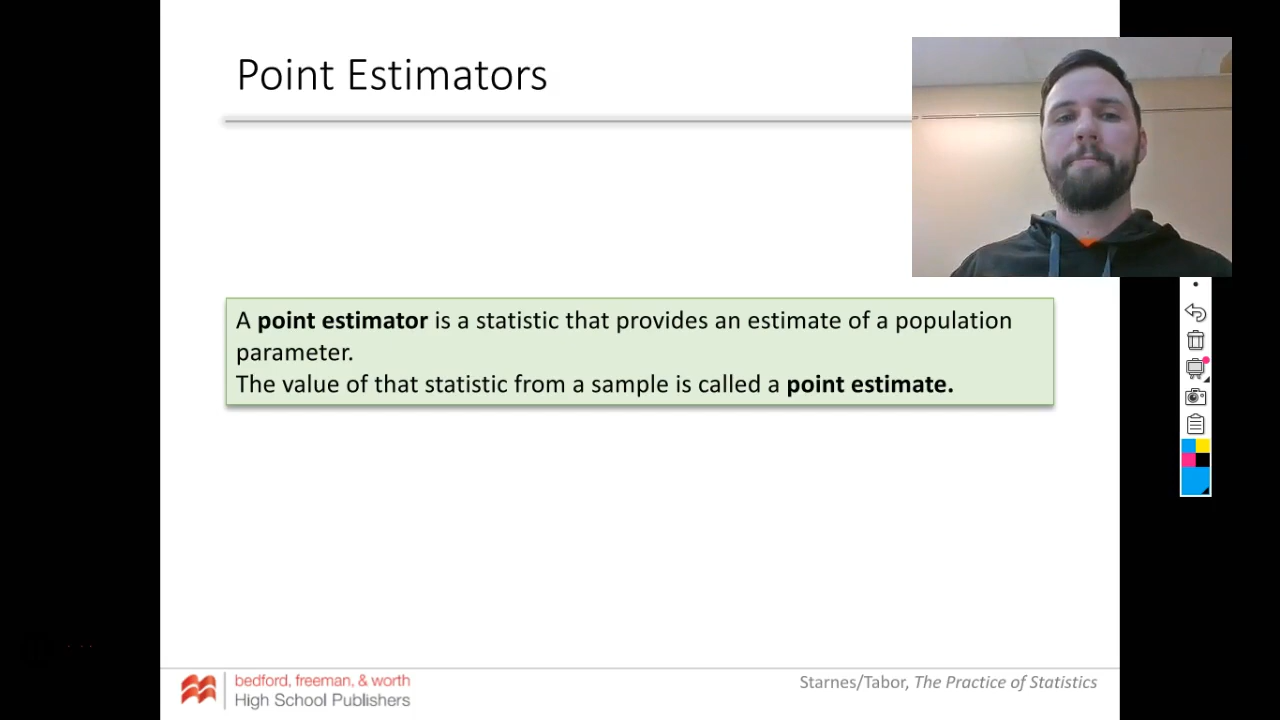 Point Estimators
A point estimator is a statistic that provides an estimate of a population
parameter.
The value of that statistic from a sample is called a point estimate.
bedford, freeman, & worth
High School Publishers
Starnes/Tabor, The Practice of Statistics